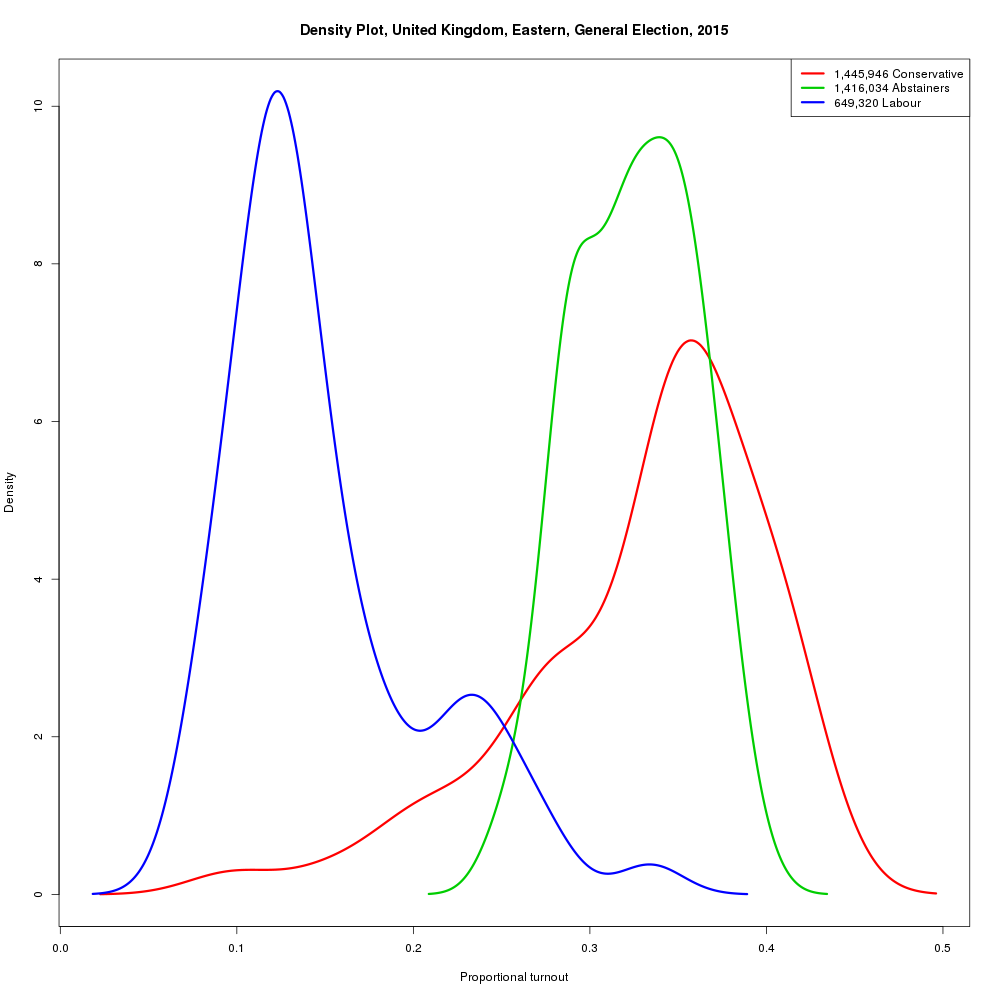 Density Plot, United Kingdom, Eastern, General Election, 2015
1,445,946 Conservative
1,416,034 Abstainers
649,320 Labour
Density
10
8
6
4
2
0
0.0 0.1 0.2 0.3 0.4 0.5
Proportional turnout